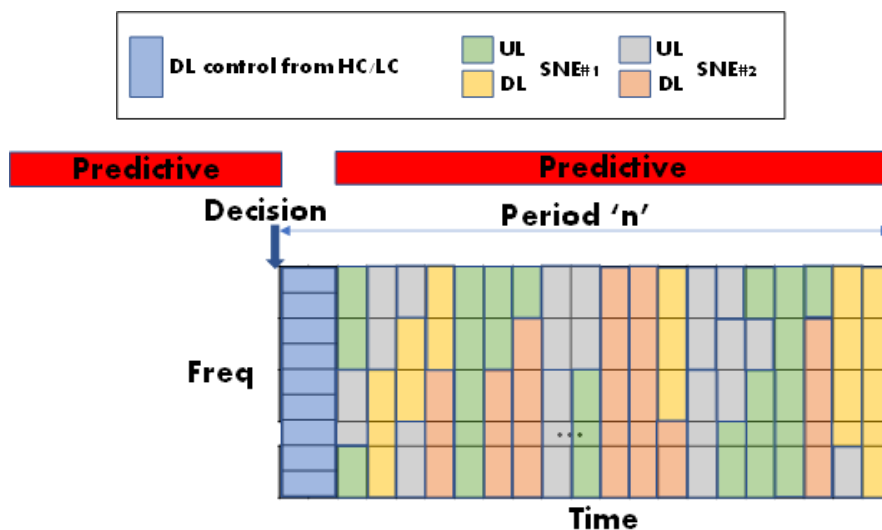 DL control from HC/LC
UL
DL
SNE#1
UL
DL
SNE#2
Predictive
Predictive
Decision
Period ‘n’
Freq
...
Time